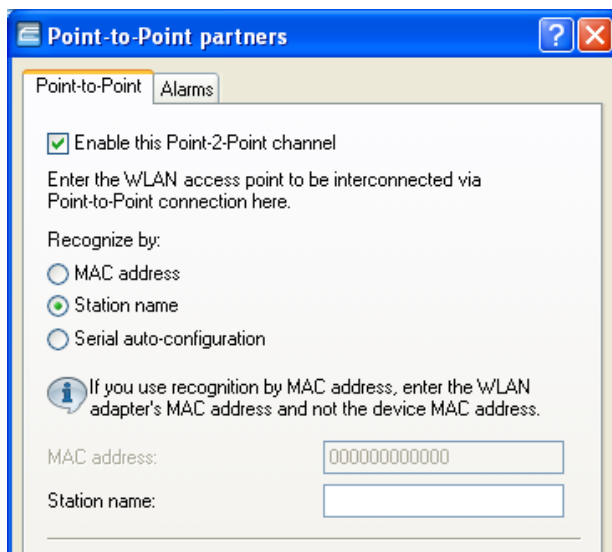 Point-to-Point partners
Point-to-Point
Alarms
Enable this Point-2-Point channel
Enter the WLAN access point to be interconnected via
Point-to-Point connection here.
Recognize by:
MAC address
Station name
Serial auto-configuration
If you use recognition by MAC address, enter the WLAN
adapter's MAC address and not the device MAC address.
MAC address:
000000000000
Station name: